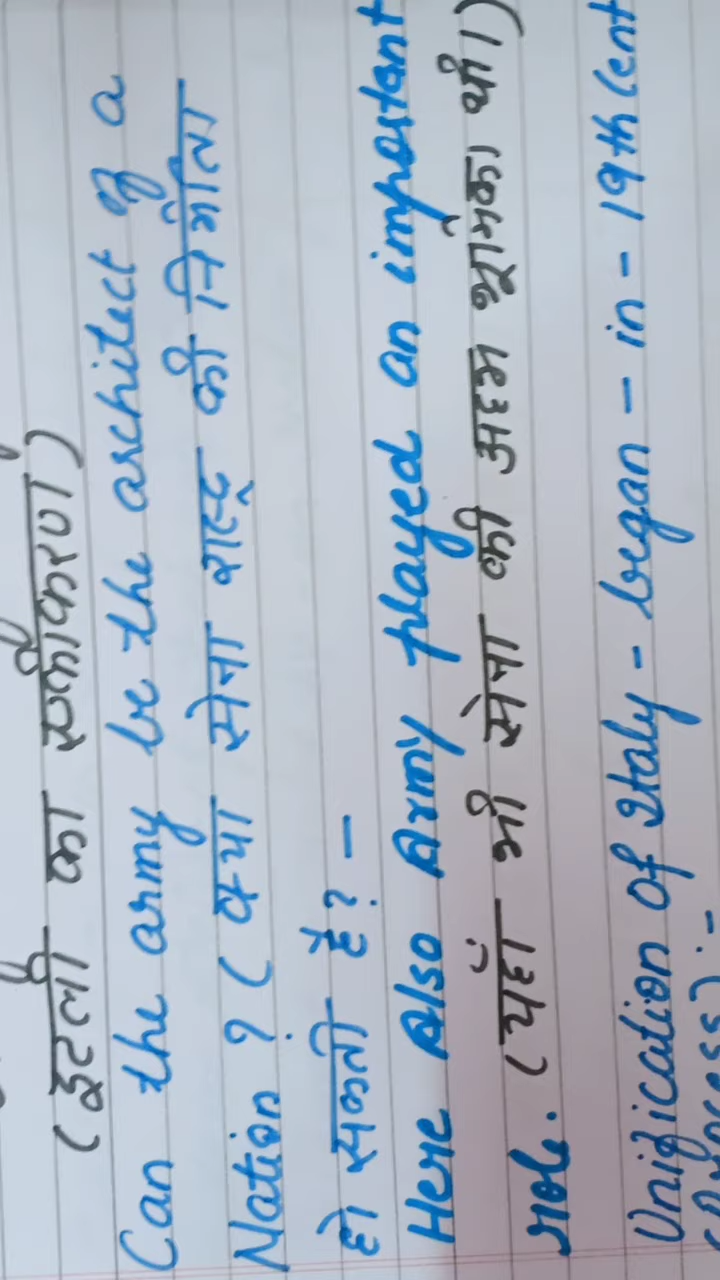 (इटली का एकीकरण)
Can the army be the architect of a
Nation ? ( क्या सेना राष्ट्र की निर्माता
हो सकती है? -
Here Also Army played an important
role. (यहाँ भी सेना की अहम भूमिका थी।)
Unification of Italy - began - in - 19th Cent
(Process) : -